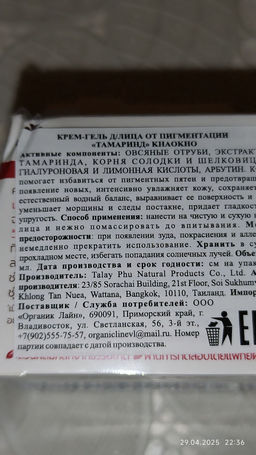 КРЕМ-ГЕЛЬ Д/ЛИЦА ОТ ПИГМЕНТАЦИИ
«ТАМАРИНД» КНАОКНО
Активные компоненты: ОВСЯНЫЕ ОТРУБИ, ЭКСТРАКТ
ТАМАРИНДА, КОРНЯ СОЛОДКИ И ШЕЛКОВИЦ
ГИАЛУРОНОВАЯ И ЛИМОННАЯ КИСЛОТЫ, АРБУТИН. К
помогает избавиться от пигментных пятен и предотвращ
появление новых, интенсивно увлажняет кожу, сохраняет
естественный водный баланс, выравнивает ее поверхность и
уменьшает морщины и следы постакне, придает гладкость
упругость. Способ применения: нанести на чистую и сухую к
лица и нежно помассировать до впитывания. М
предосторожности: при появлении зуда, покраснения и алл
немедленно прекратить использование. Хранить в су
прохладном месте, избегать попадания солнечных лучей. Объе
мл. Дата производства и срок годности: см на упак
Производитель: Talay Phu Natural Products Co., Ltd. А
производителя: 23/85 Sorachai Building, 21st Floor, Soi Sukhum
Khlong Tan Nuea, Wattana, Bangkok, 10110, Таиланд. Импор
Поставщик / Служба потребителей: ООО
«Органик Лайн», 690091, Приморский край, г.
Владивосток, ул. Светланская, 56, 3-й эт.,
+7(902)555-75-57, organiclinevl@mail.ru. Номер
партии совпадает с датой производства.
29.04.2025 22:36